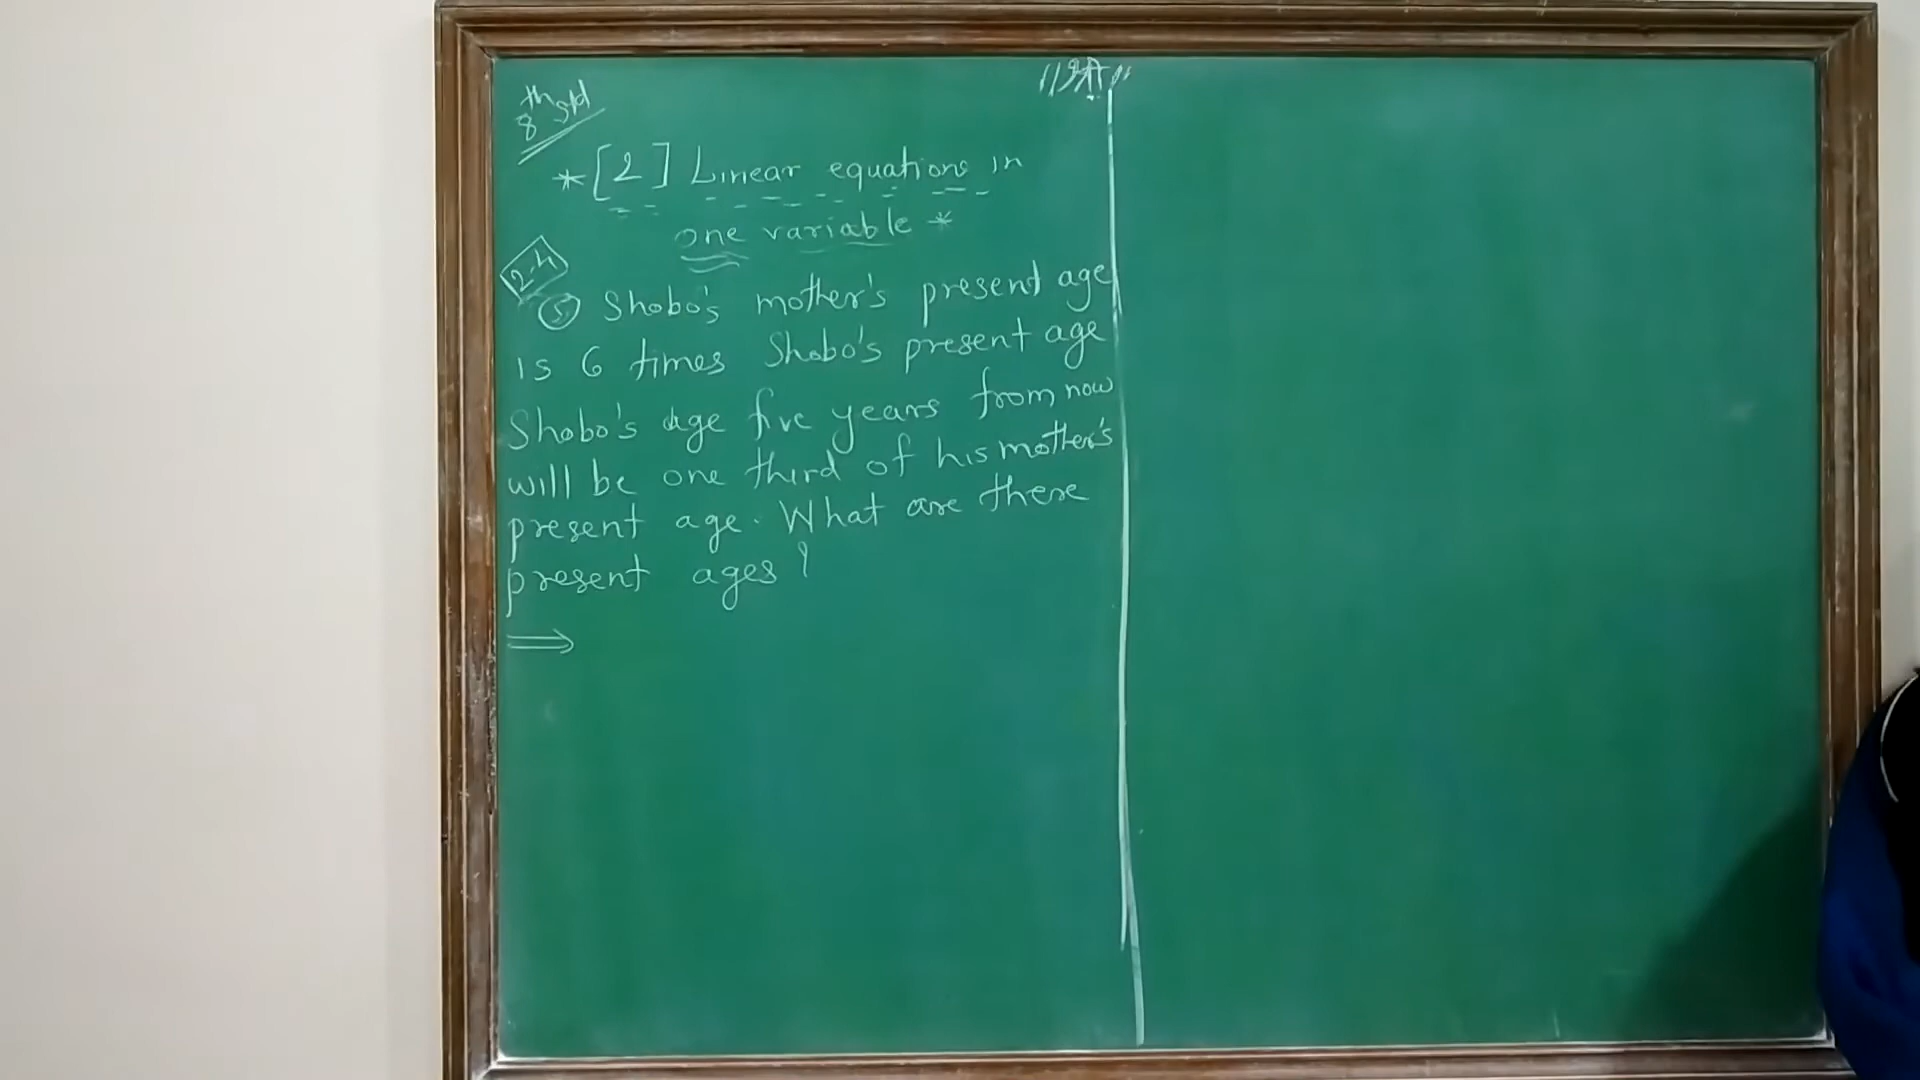 8th std
* [2] Linear equations in
one variable *
2.4
(5) Shobo's mother's present age
is 6 times Shobo's present age
Shobo's age five years from now
will be one third of his mother's
present age. What are there
present ages?
⟹